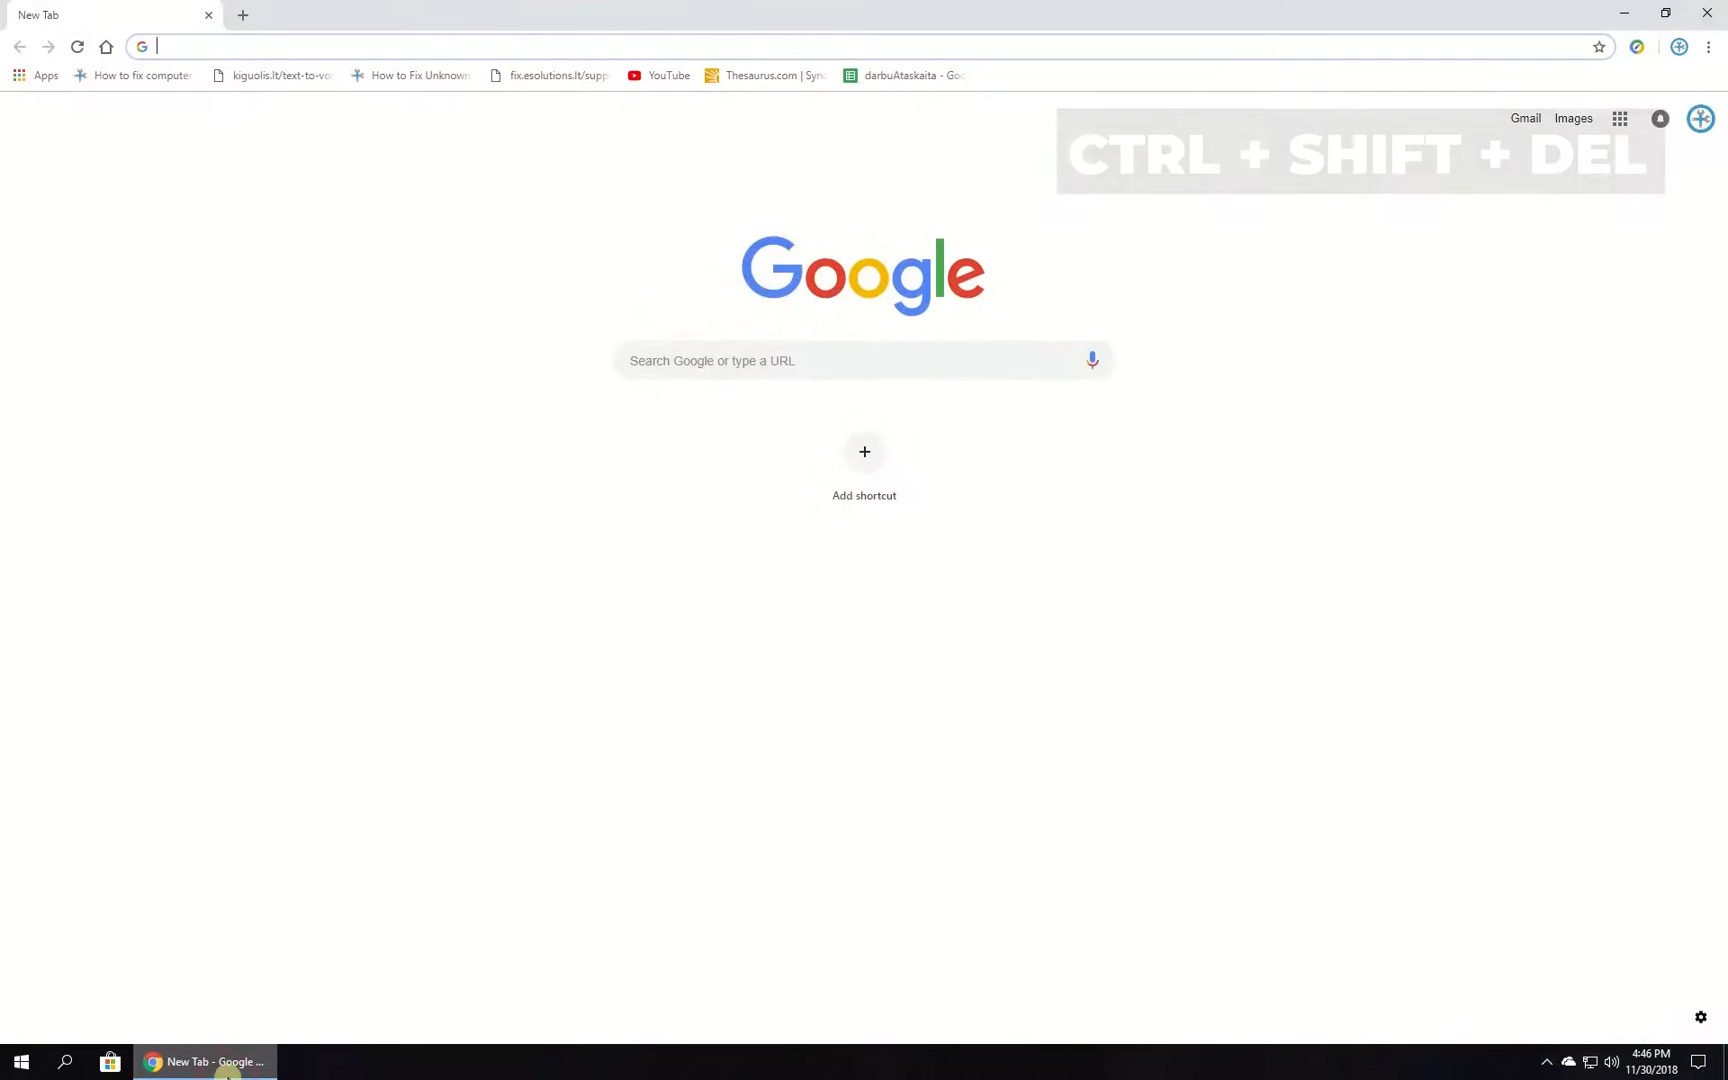 New Tab
How to fix computer
kiguolis.lt/text-to-vo
How to Fix Unknown
fix.esolutions.lt/supp
YouTube
Thesaurus.com | Syn
darbuAtaskaita - Goo
Apps
Gmail
Images
CTRL + SHIFT + DEL
Google
Search Google or type a URL
Add shortcut
New Tab - Google ...
4:46 PM
11/30/2018